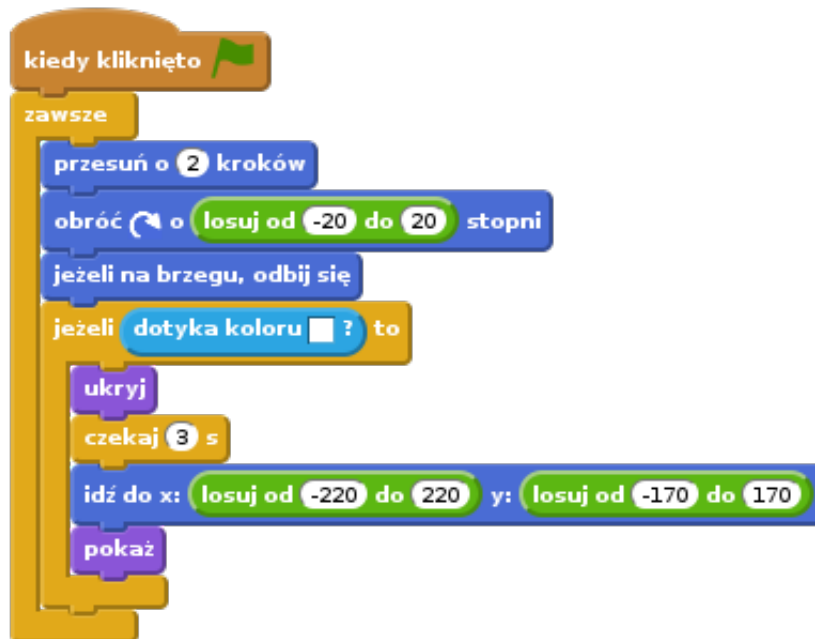 kiedy kliknięto
zawsze
przesuń o 2 kroków
obróć o losuj od -20 do 20 stopni
jeżeli na brzegu, odbij się
jeżeli dotyka koloru ? to
ukryj
czekaj 3 s
idź do x: losuj od -220 do 220 y: losuj od -170 do 170
pokaż